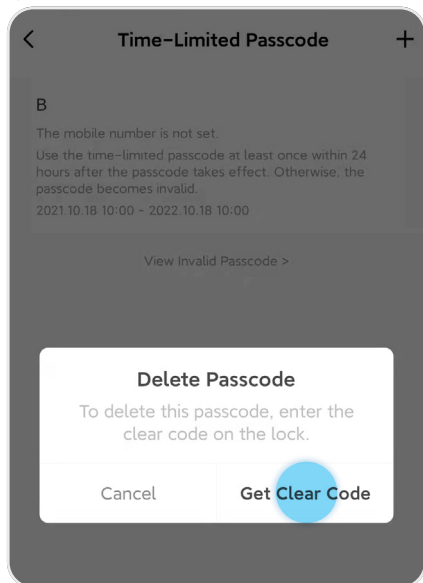 Time-Limited Passcode
B
The mobile number is not set.
Use the time-limited passcode at least once within 24
hours after the passcode takes effect. Otherwise, the
passcode becomes invalid.
2021.10.18 10:00 - 2022.10.18 10:00
View Invalid Passcode >
Delete Passcode
To delete this passcode, enter the
clear code on the lock.
Cancel
Get Clear Code